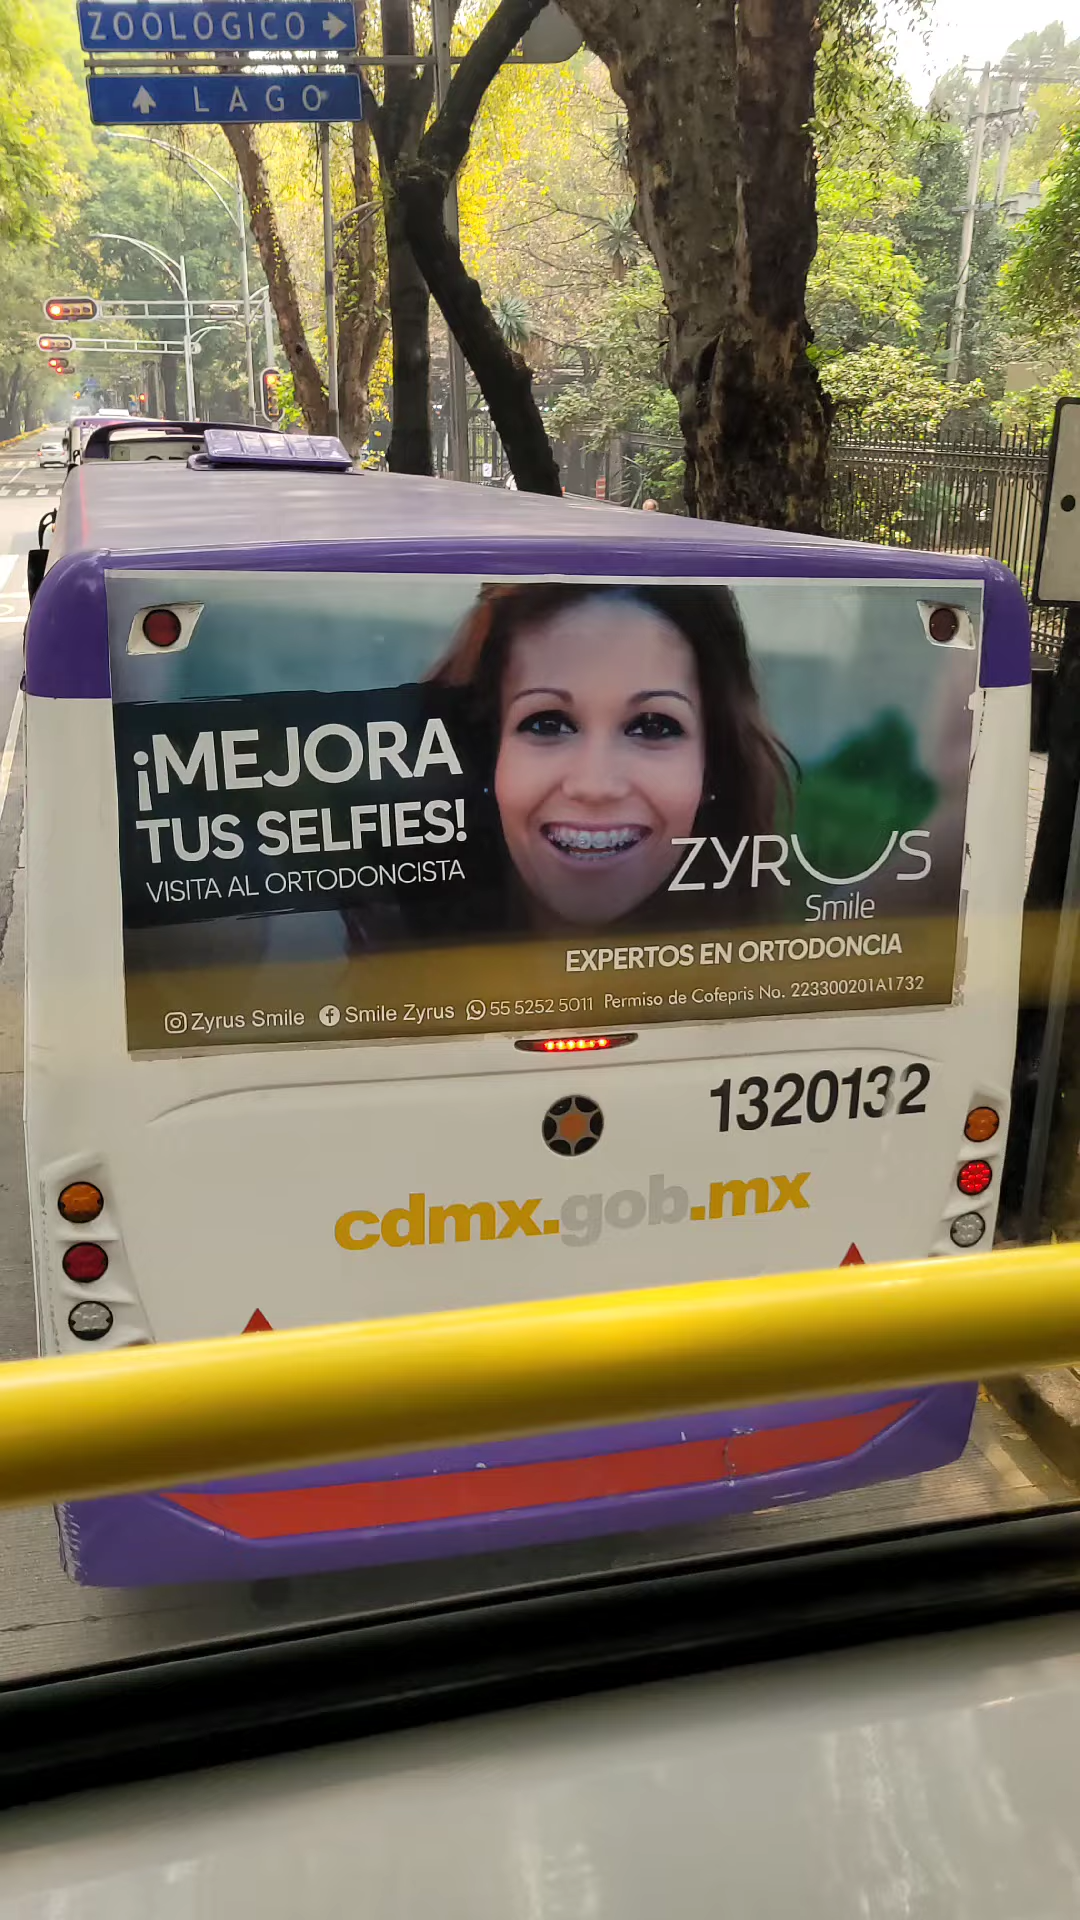 ZOOLOGICO →
↑ LAGO
¡MEJORA
TUS SELFIES!
VISITA AL ORTODONCISTA
ZYRUS
Smile
EXPERTOS EN ORTODONCIA
Zyrus Smile Smile Zyrus 55 5252 5011 Permiso de Cofepris No. 223300201A1732
1320132
cdmx.gob.mx